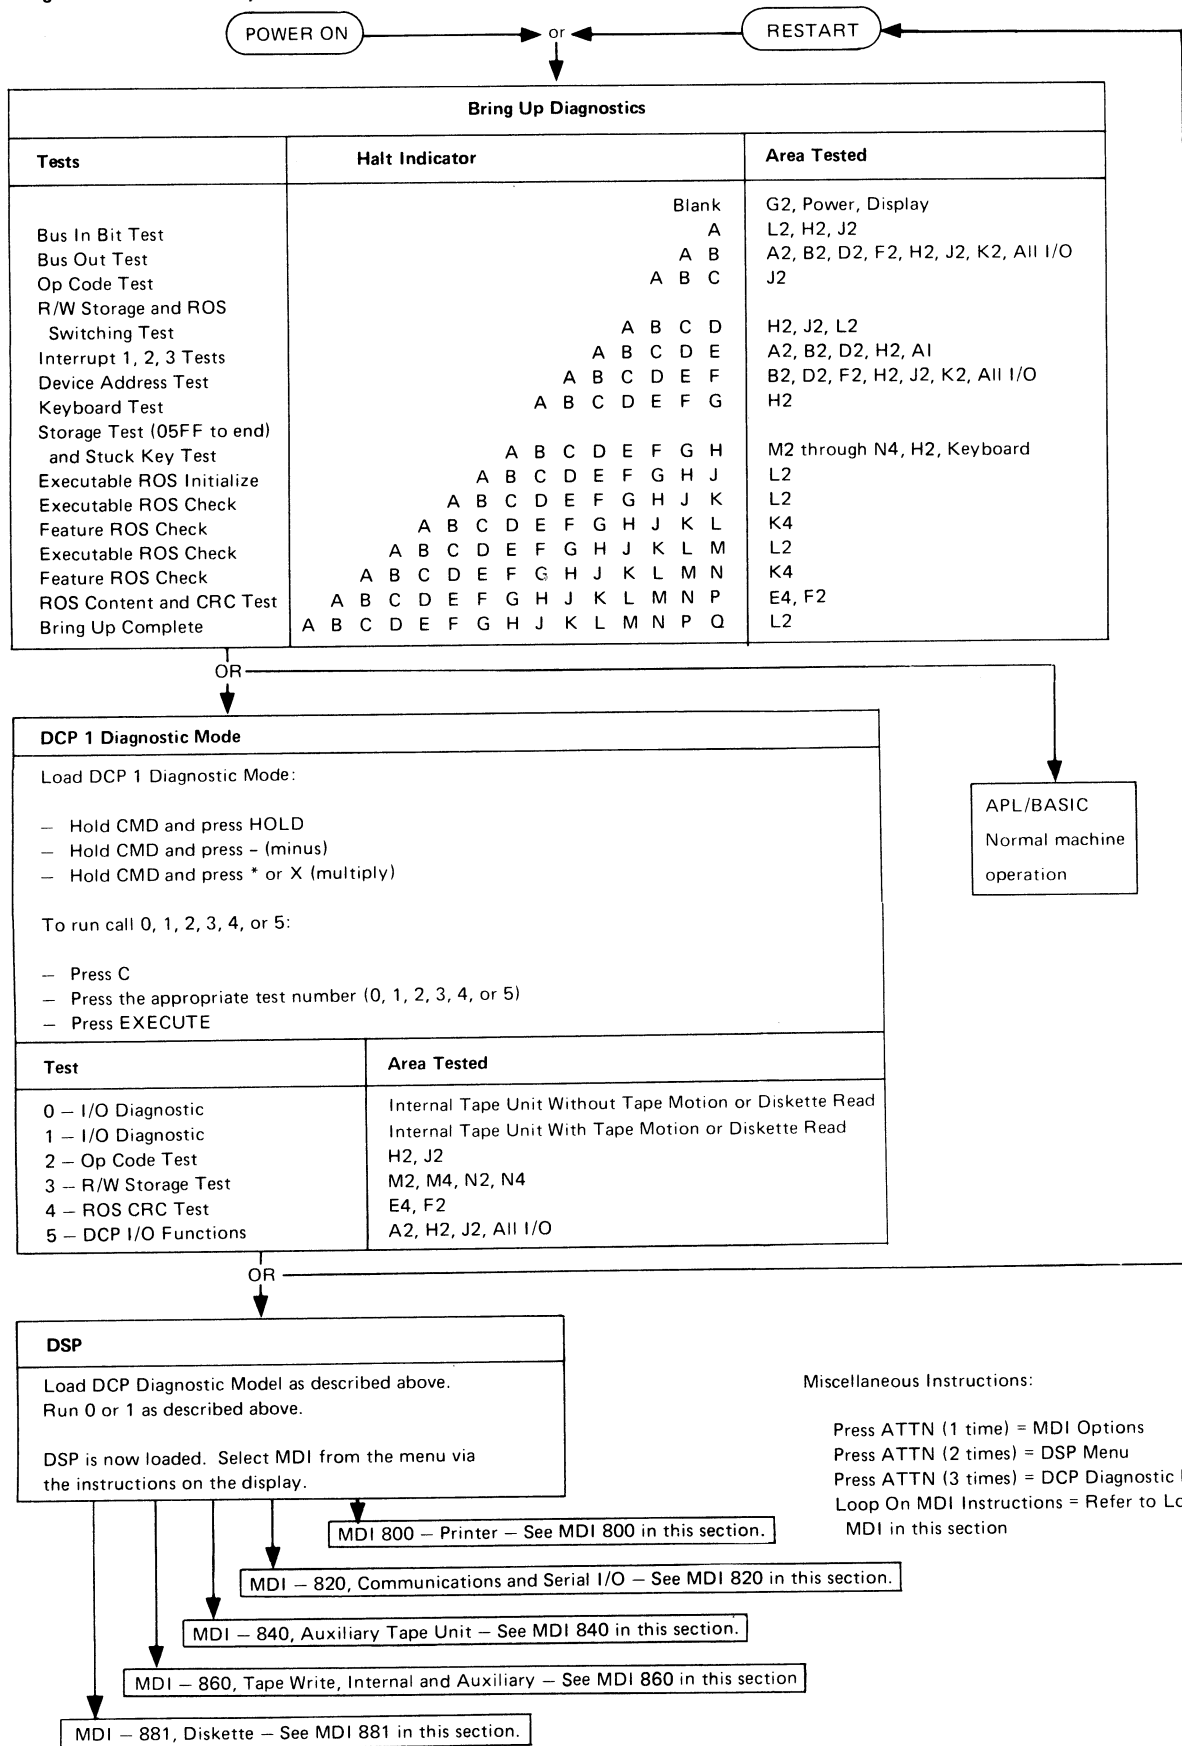 POWER ON or RESTART
Bring Up Diagnostics
Tests Halt Indicator Area Tested
Blank G2, Power, Display
Bus In Bit Test A L2, H2, J2
Bus Out Test A B A2, B2, D2, F2, H2, J2, K2, All I/O
Op Code Test A B C J2
R/W Storage and ROS
Switching Test A B C D H2, J2, L2
Interrupt 1, 2, 3 Tests A B C D E A2, B2, D2, H2, AI
Device Address Test A B C D E F B2, D2, F2, H2, J2, K2, All I/O
Keyboard Test A B C D E F G H2
Storage Test (05FF to end)
and Stuck Key Test A B C D E F G H M2 through N4, H2, Keyboard
Executable ROS Initialize A B C D E F G H J L2
Executable ROS Check A B C D E F G H J K L2
Feature ROS Check A B C D E F G H J K L K4
Executable ROS Check A B C D E F G H J K L M L2
Feature ROS Check A B C D E F G H J K L M N K4
ROS Content and CRC Test A B C D E F G H J K L M N P E4, F2
Bring Up Complete A B C D E F G H J K L M N P Q L2
OR
DCP 1 Diagnostic Mode
Load DCP 1 Diagnostic Mode:
— Hold CMD and press HOLD
— Hold CMD and press – (minus)
— Hold CMD and press * or X (multiply)
To run call 0, 1, 2, 3, 4, or 5:
— Press C
— Press the appropriate test number (0, 1, 2, 3, 4, or 5)
— Press EXECUTE
APL/BASIC
Normal machine
operation
Test Area Tested
0 — I/O Diagnostic Internal Tape Unit Without Tape Motion or Diskette Read
1 — I/O Diagnostic Internal Tape Unit With Tape Motion or Diskette Read
2 — Op Code Test H2, J2
3 — R/W Storage Test M2, M4, N2, N4
4 — ROS CRC Test E4, F2
5 — DCP I/O Functions A2, H2, J2, All I/O
OR
DSP
Load DCP Diagnostic Model as described above.
Run 0 or 1 as described above.
DSP is now loaded. Select MDI from the menu via
the instructions on the display.
Miscellaneous Instructions:
Press ATTN (1 time) = MDI Options
Press ATTN (2 times) = DSP Menu
Press ATTN (3 times) = DCP Diagnostic
Loop On MDI Instructions = Refer to
MDI in this section
MDI 800 — Printer — See MDI 800 in this section.
MDI — 820, Communications and Serial I/O — See MDI 820 in this section.
MDI — 840, Auxiliary Tape Unit — See MDI 840 in this section.
MDI — 860, Tape Write, Internal and Auxiliary — See MDI 860 in this section
MDI — 881, Diskette — See MDI 881 in this section.